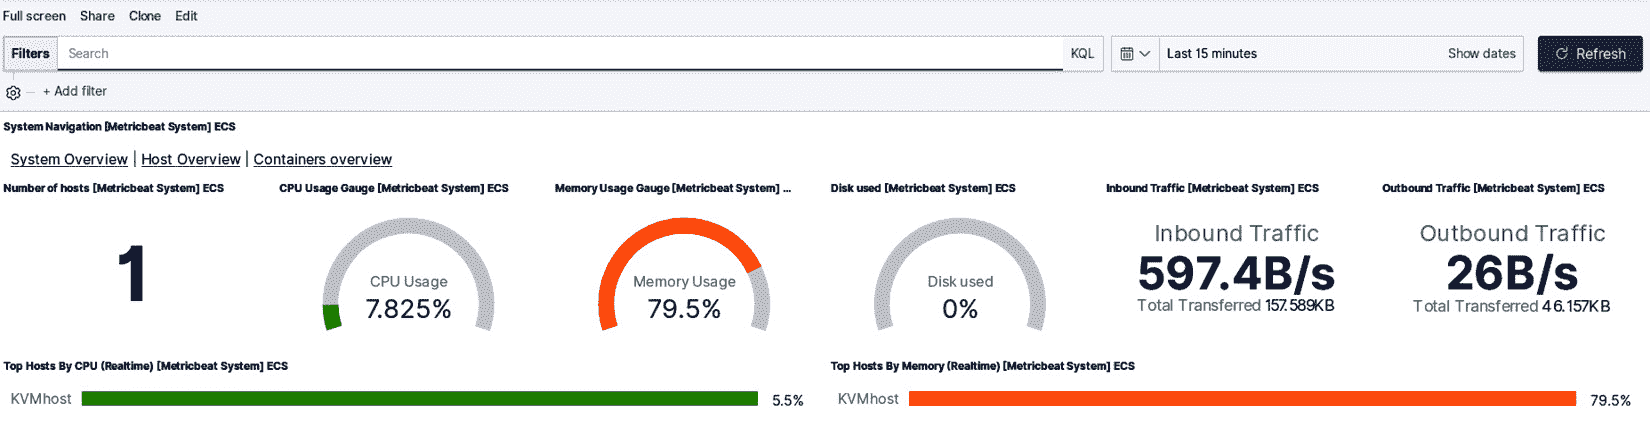 Full screen Share Clone Edit
Filters Search KQL Last 15 minutes Show dates Refresh
+ Add filter
System Navigation [Metricbeat System] ECS
System Overview | Host Overview | Containers overview
Number of hosts [Metricbeat System] ECS
1
CPU Usage Gauge [Metricbeat System] ECS
CPU Usage
7.825%
Memory Usage Gauge [Metricbeat System] ...
Memory Usage
79.5%
Disk used [Metricbeat System] ECS
Disk used
0%
Inbound Traffic [Metricbeat System] ECS
Inbound Traffic
597.4B/s
Total Transferred 157.589KB
Outbound Traffic [Metricbeat System] ECS
Outbound Traffic
26B/s
Total Transferred 46.157KB
Top Hosts By CPU (Realtime) [Metricbeat System] ECS
KVMhost 5.5%
Top Hosts By Memory (Realtime) [Metricbeat System] ECS
KVMhost 79.5%